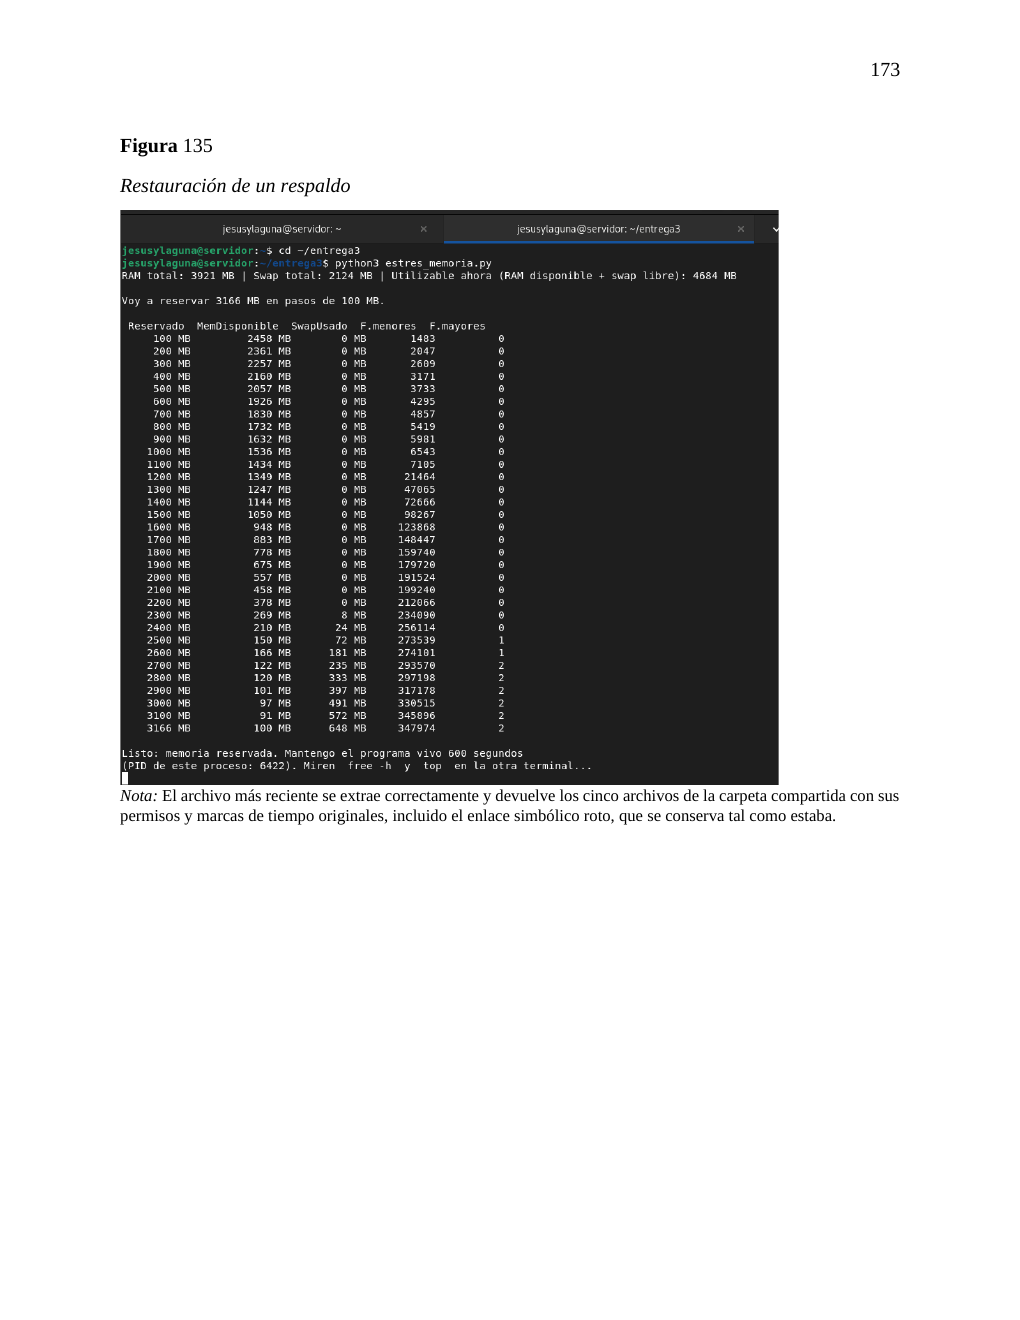 173
Figura 135
Restauración de un respaldo
jesusylaguna@servidor: ~ × jesusylaguna@servidor: ~/entrega3 ×
jesusylaguna@servidor:~$ cd ~/entrega3
jesusylaguna@servidor:~/entrega3$ python3 estres_memoria.py
RAM total: 3921 MB | Swap total: 2124 MB | Utilizable ahora (RAM disponible + swap libre): 4684 MB
Voy a reservar 3166 MB en pasos de 100 MB.
Reservado MemDisponible SwapUsado F.menores F.mayores
100 MB 2458 MB 0 MB 1483 0
200 MB 2361 MB 0 MB 2047 0
300 MB 2257 MB 0 MB 2609 0
400 MB 2160 MB 0 MB 3171 0
500 MB 2057 MB 0 MB 3733 0
600 MB 1926 MB 0 MB 4295 0
700 MB 1830 MB 0 MB 4857 0
800 MB 1732 MB 0 MB 5419 0
900 MB 1632 MB 0 MB 5981 0
1000 MB 1536 MB 0 MB 6543 0
1100 MB 1434 MB 0 MB 7105 0
1200 MB 1349 MB 0 MB 21464 0
1300 MB 1247 MB 0 MB 47065 0
1400 MB 1144 MB 0 MB 72666 0
1500 MB 1050 MB 0 MB 98267 0
1600 MB 948 MB 0 MB 123868 0
1700 MB 883 MB 0 MB 148447 0
1800 MB 778 MB 0 MB 159740 0
1900 MB 675 MB 0 MB 179720 0
2000 MB 557 MB 0 MB 191524 0
2100 MB 458 MB 0 MB 199240 0
2200 MB 378 MB 0 MB 212066 0
2300 MB 269 MB 8 MB 234090 0
2400 MB 210 MB 24 MB 256114 0
2500 MB 150 MB 72 MB 273539 1
2600 MB 166 MB 181 MB 274101 1
2700 MB 122 MB 235 MB 293570 2
2800 MB 120 MB 333 MB 297198 2
2900 MB 101 MB 397 MB 317178 2
3000 MB 97 MB 491 MB 330515 2
3100 MB 91 MB 572 MB 345896 2
3166 MB 100 MB 648 MB 347974 2
Listo: memoria reservada. Mantengo el programa vivo 600 segundos
(PID de este proceso: 6422). Miren free -h y top en la otra terminal...
Nota: El archivo más reciente se extrae correctamente y devuelve los cinco archivos de la carpeta compartida con sus
permisos y marcas de tiempo originales, incluido el enlace simbólico roto, que se conserva tal como estaba.